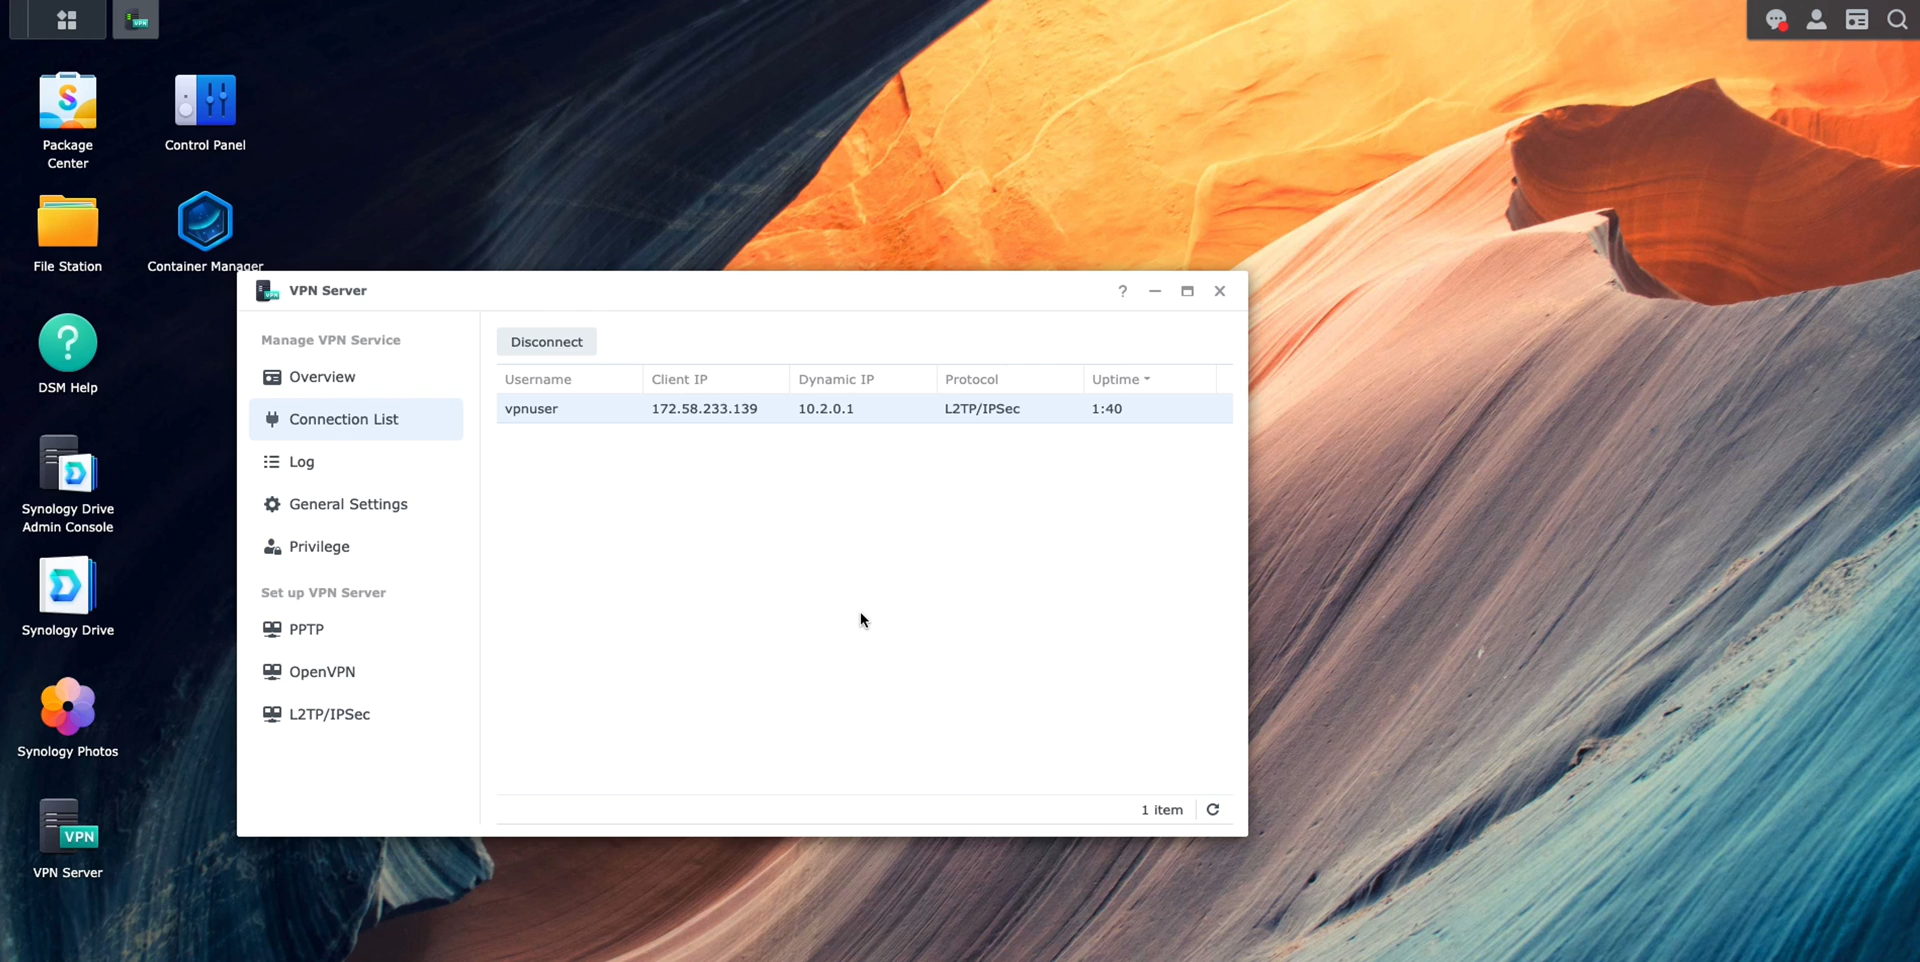 VPN
Package
Center
Control Panel
File Station
Container Manager
DSM Help
Synology Drive
Admin Console
Synology Drive
Synology Photos
VPN
VPN Server
VPN
VPN Server
?
Manage VPN Service
Overview
Connection List
Log
General Settings
Privilege
Set up VPN Server
PPTP
OpenVPN
L2TP/IPSec
Disconnect
Username Client IP Dynamic IP Protocol Uptime
vpnuser 172.58.233.139 10.2.0.1 L2TP/IPSec 1:40
1 item